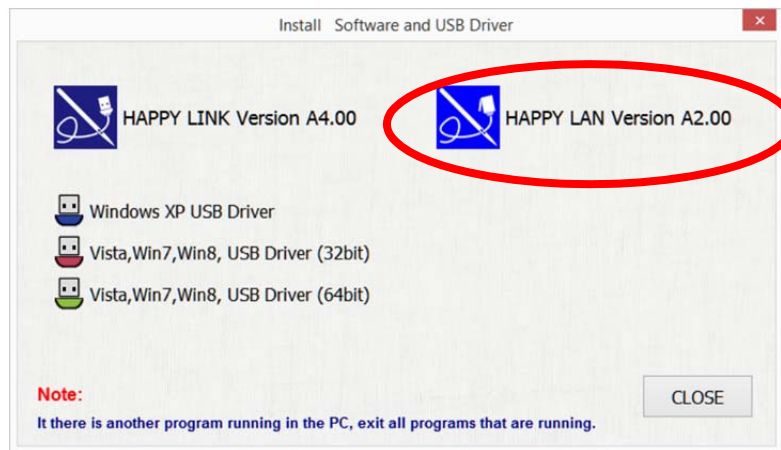 Install Software and USB Driver
HAPPY LINK Version A4.00
HAPPY LAN Version A2.00
Windows XP USB Driver
Vista,Win7,Win8, USB Driver (32bit)
Vista,Win7,Win8, USB Driver (64bit)
Note:
CLOSE
It there is another program running in the PC, exit all programs that are running.